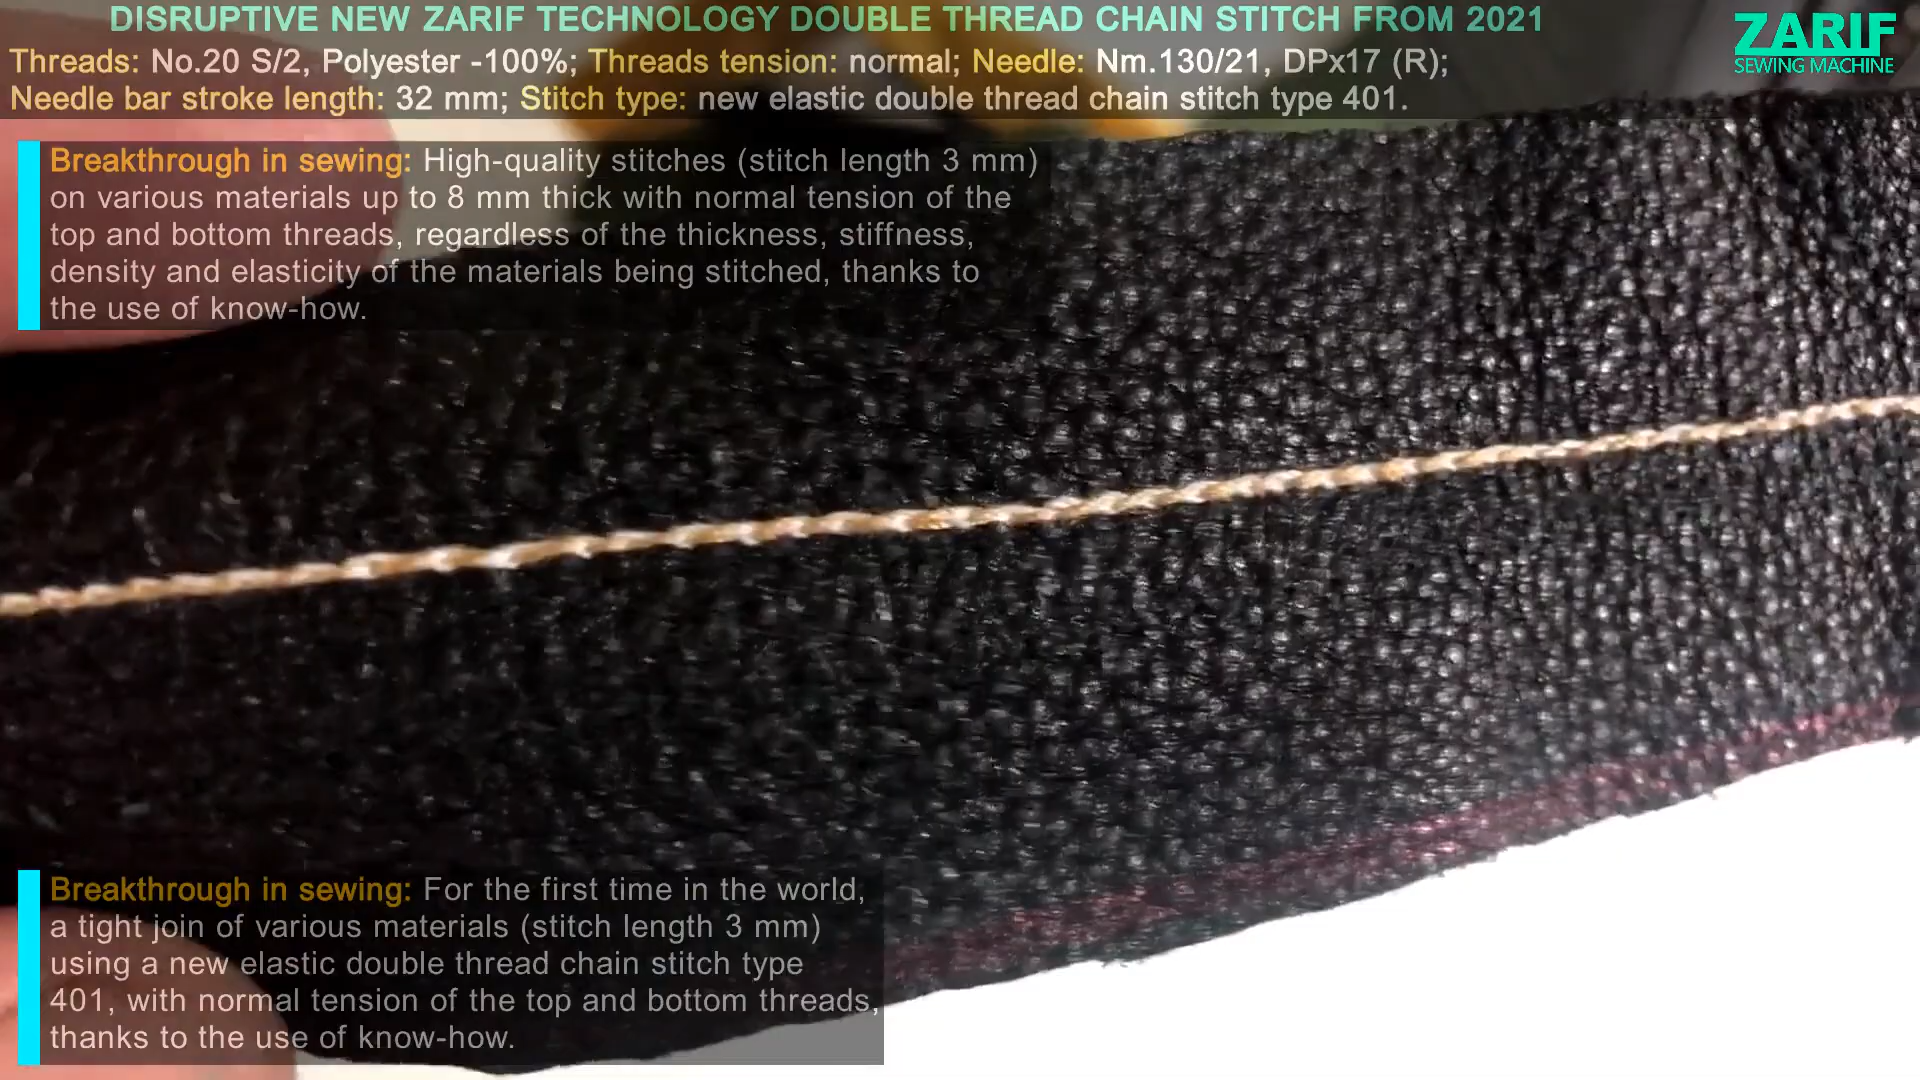 DISRUPTIVE NEW ZARIF TECHNOLOGY DOUBLE THREAD CHAIN STITCH FROM 2021
ZARIF
SEWING MACHINE
Threads: No.20 S/2, Polyester -100%; Threads tension: normal; Needle: Nm.130/21, DPx17 (R);
Needle bar stroke length: 32 mm; Stitch type: new elastic double thread chain stitch type 401.
Breakthrough in sewing: High-quality stitches (stitch length 3 mm)
on various materials up to 8 mm thick with normal tension of the
top and bottom threads, regardless of the thickness, stiffness,
density and elasticity of the materials being stitched, thanks to
the use of know-how.
Breakthrough in sewing: For the first time in the world,
a tight join of various materials (stitch length 3 mm)
using a new elastic double thread chain stitch type
401, with normal tension of the top and bottom threads,
thanks to the use of know-how.